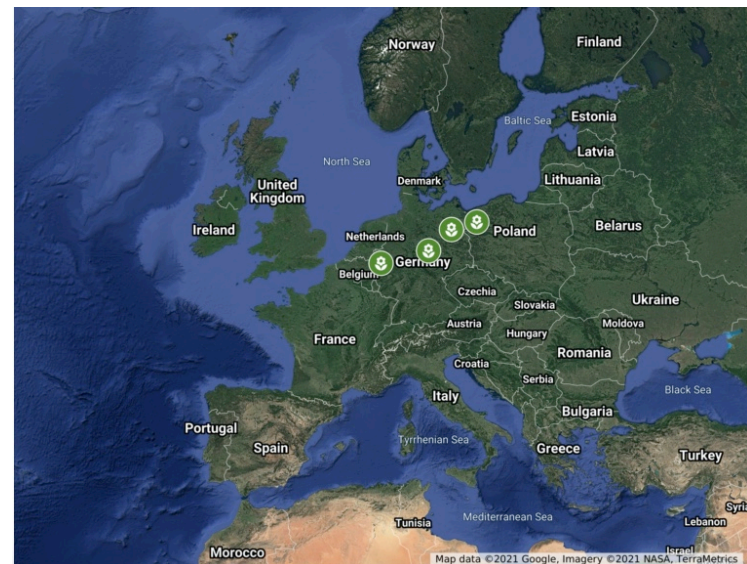 Norway
Finland
Baltic Sea
Estonia
North Sea
Latvia
Denmark
Lithuania
United
Kingdom
Ireland
Netherlands
Poland
Belarus
Belgium
Germany
Czechia
Slovakia
Ukraine
Austria
Moldova
France
Hungary
Romania
Croatia
Serbia
Black Sea
Italy
Bulgaria
Portugal
Spain
Tyrrhenian Sea
Greece
Turkey
Tunisia
Mediterranean Sea
Syria
Lebanon
Israel
Morocco
Map data ©2021 Google, Imagery ©2021 NASA, TerraMetrics